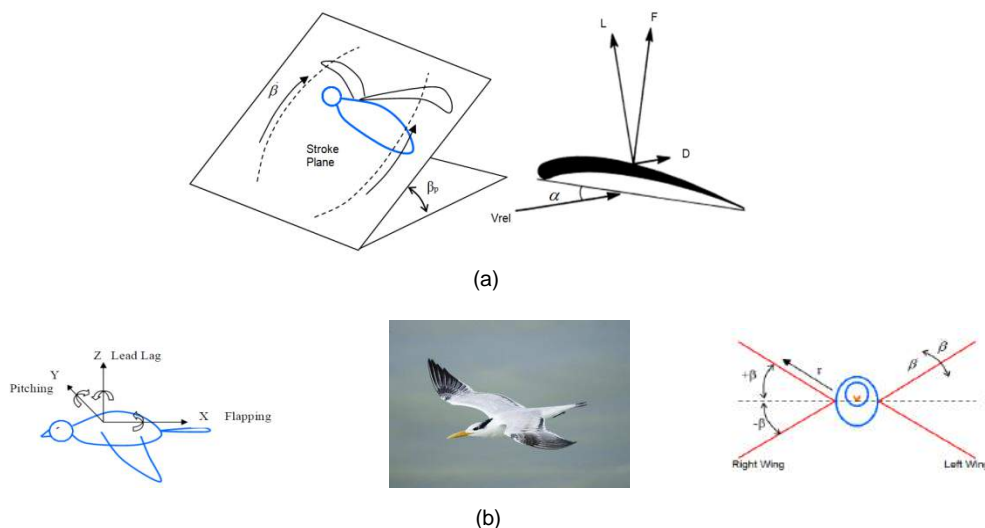 β
Stroke
Plane
βp
L
F
D
α
Vrel
(a)
Z Lead Lag
Y
Pitching
X Flapping
+β
-β
r
β β
Right Wing
Left Wing
(b)